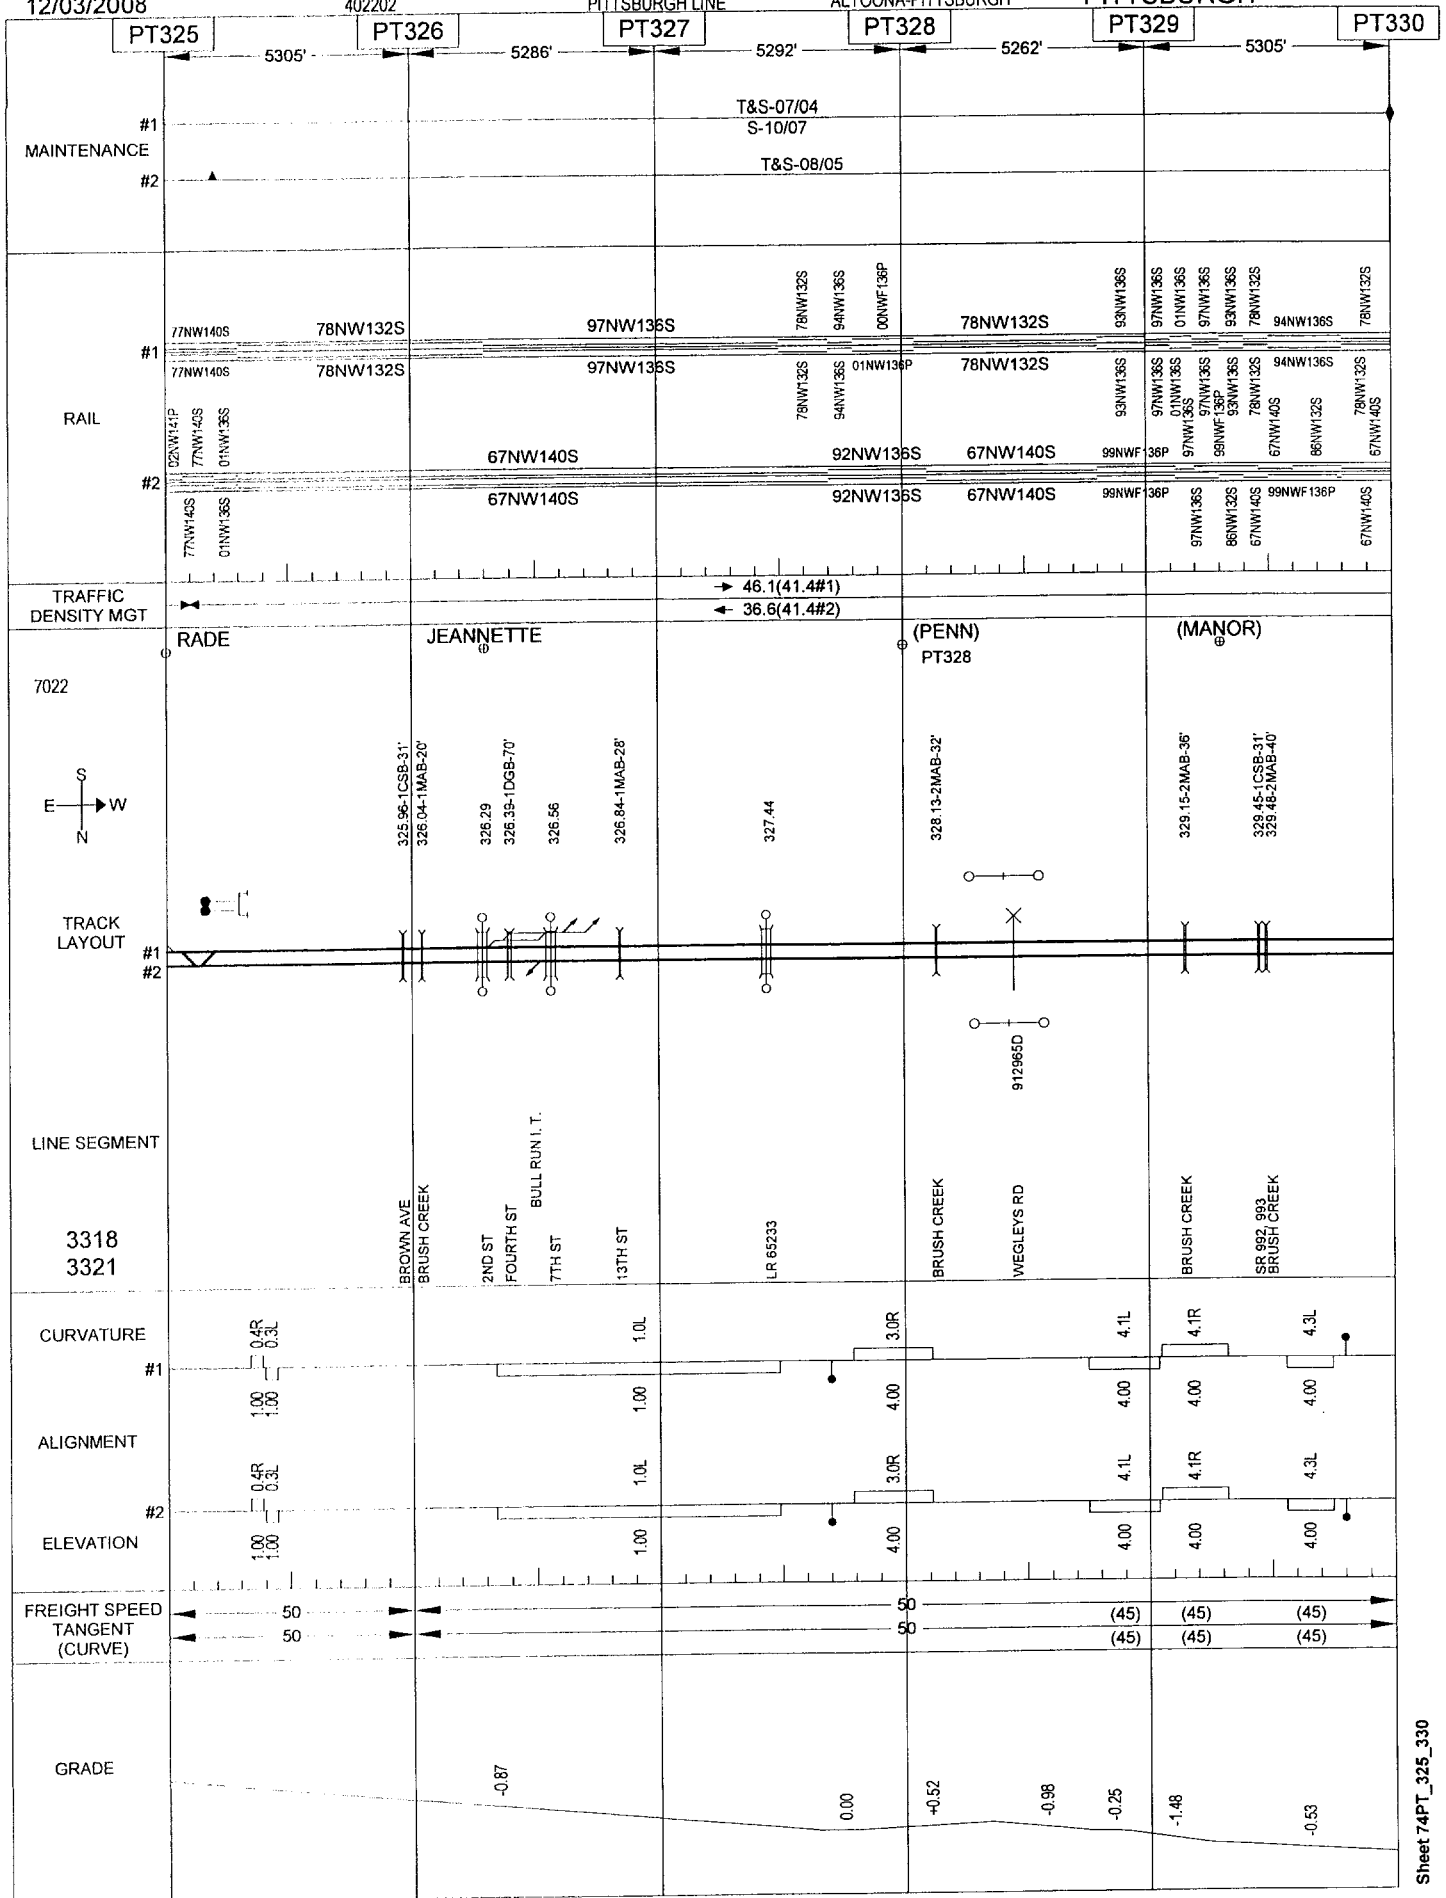 12/03/2008 402202 PITTSBURGH LINE ALTOONA-PITTSBURGH PITTSBURGH
PT325 PT326 PT327 PT328 PT329 PT330
5305' 5286' 5292' 5262' 5305'
T&S-07/04
#1
S-10/07
MAINTENANCE
T&S-08/05
#2
78NW132S 94NW136S 00NWF136P 93NW136S 97NW136S 01NW136S 97NW136S 93NW136S 78NW132S 78NW132S
77NW140S 78NW132S 97NW136S 78NW132S 94NW136S
#1
77NW140S 78NW132S 97NW136S 01NW136P 78NW132S 94NW136S
78NW132S 94NW136S 93NW136S 97NW136S 01NW136S 97NW136S 93NW136S 78NW132S 78NW132S
RAIL
02NW141P 77NW140S 01NW136S 97NW136S 99NWF136P 67NW140S 86NW132S 67NW140S
67NW140S 92NW136S 67NW140S 99NWF136P
#2
67NW140S 92NW136S 67NW140S 99NWF136P 99NWF136P
77NW140S 01NW136S 97NW136S 86NW132S 67NW140S 67NW140S
TRAFFIC
DENSITY MGT
46.1(41.4#1)
36.6(41.4#2)
RADE JEANNETTE (PENN) (MANOR)
PT328
7022
S
E W
N
325.96-1CSB-31' 326.04-1MAB-20' 326.29 326.39-1DGB-70' 326.56 326.84-1MAB-28' 327.44 328.13-2MAB-32' 329.15-2MAB-36' 329.45-1CSB-31' 329.48-2MAB-40'
TRACK
LAYOUT
#1
#2
912965D
LINE SEGMENT
BULL RUN I. T.
3318
3321
BROWN AVE BRUSH CREEK 2ND ST FOURTH ST 7TH ST 13TH ST LR 65233 BRUSH CREEK WEGLEYS RD BRUSH CREEK SR 992, 993 BRUSH CREEK
CURVATURE
0.4R 0.3L 1.0L 3.0R 4.1L 4.1R 4.3L
#1
1.00 1.00 1.00 4.00 4.00 4.00 4.00
ALIGNMENT
0.4R 0.3L 1.0L 3.0R 4.1L 4.1R 4.3L
#2
ELEVATION
1.00 1.00 1.00 4.00 4.00 4.00 4.00
FREIGHT SPEED
TANGENT
(CURVE)
50 50 (45) (45) (45)
50 50 (45) (45) (45)
GRADE
-0.87 0.00 +0.52 -0.98 -0.25 -1.48 -0.53
Sheet 74PT_325_330